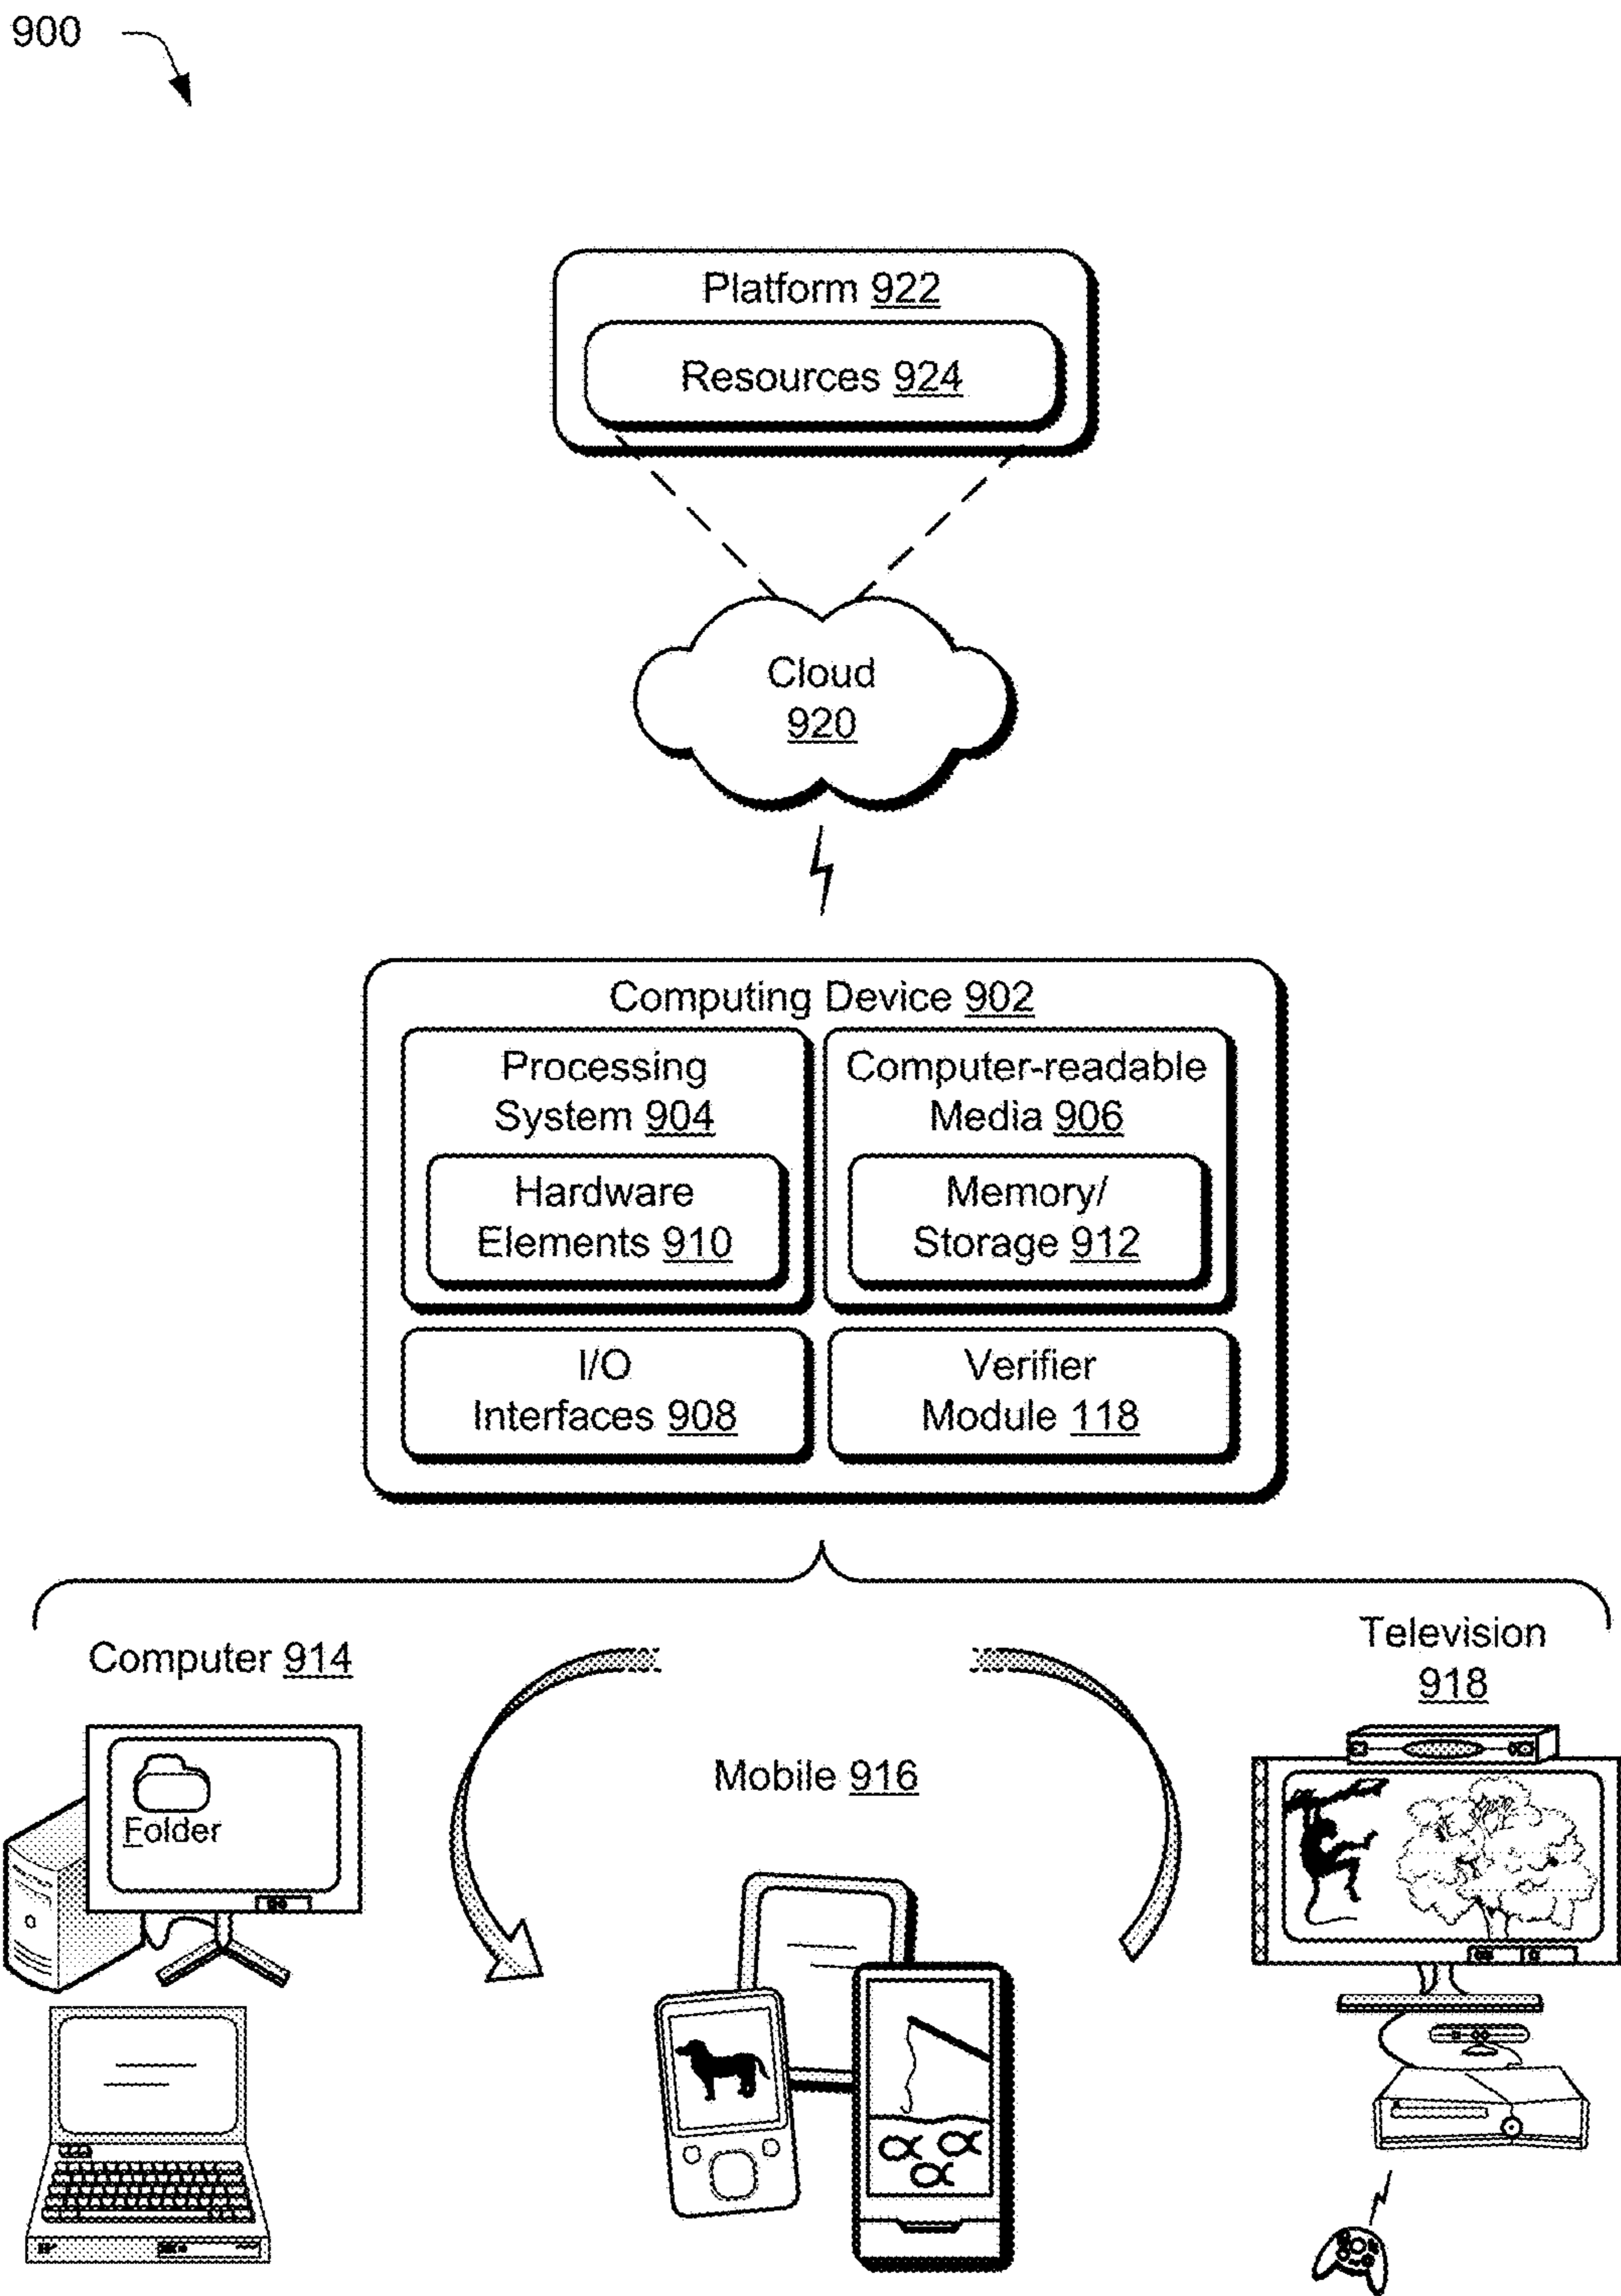 900
Platform 922
Resources 924
Cloud
920
Computing Device 902
Processing
System 904
Computer-readable
Media 906
Hardware
Elements 910
Memory/
Storage 912
I/O
Interfaces 908
Verifier
Module 118
Computer 914
Television
918
Mobile 916
Folder